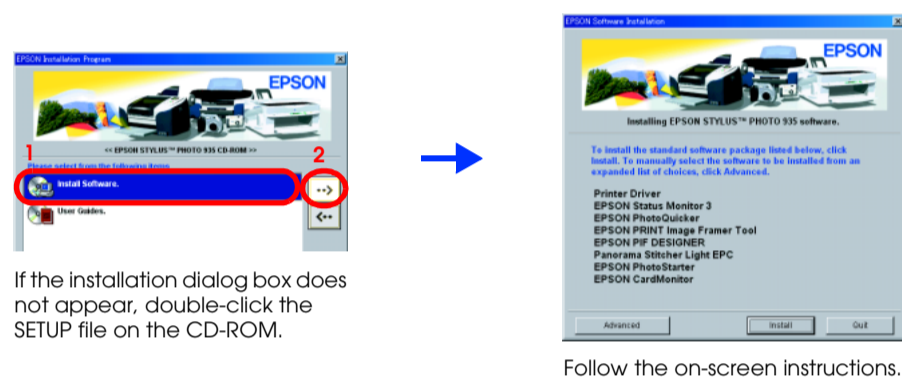 EPSON Installation Program
EPSON
<< EPSON STYLUS™ PHOTO 935 CD-ROM >>
1
2
Please select from the following items
Install Software.
-->
User Guides.
<--
If the installation dialog box does
not appear, double-click the
SETUP file on the CD-ROM.
EPSON Software Installation
EPSON
Installing EPSON STYLUS™ PHOTO 935 software.
To install the standard software package listed below, click
Install. To manually select the software to be installed from an
expanded list of choices, click Advanced.
Printer Driver
EPSON Status Monitor 3
EPSON PhotoQuicker
EPSON PRINT Image Framer Tool
EPSON PIF DESIGNER
Panorama Stitcher Light EPC
EPSON PhotoStarter
EPSON CardMonitor
Advanced
Install
Quit
Follow the on-screen instructions.